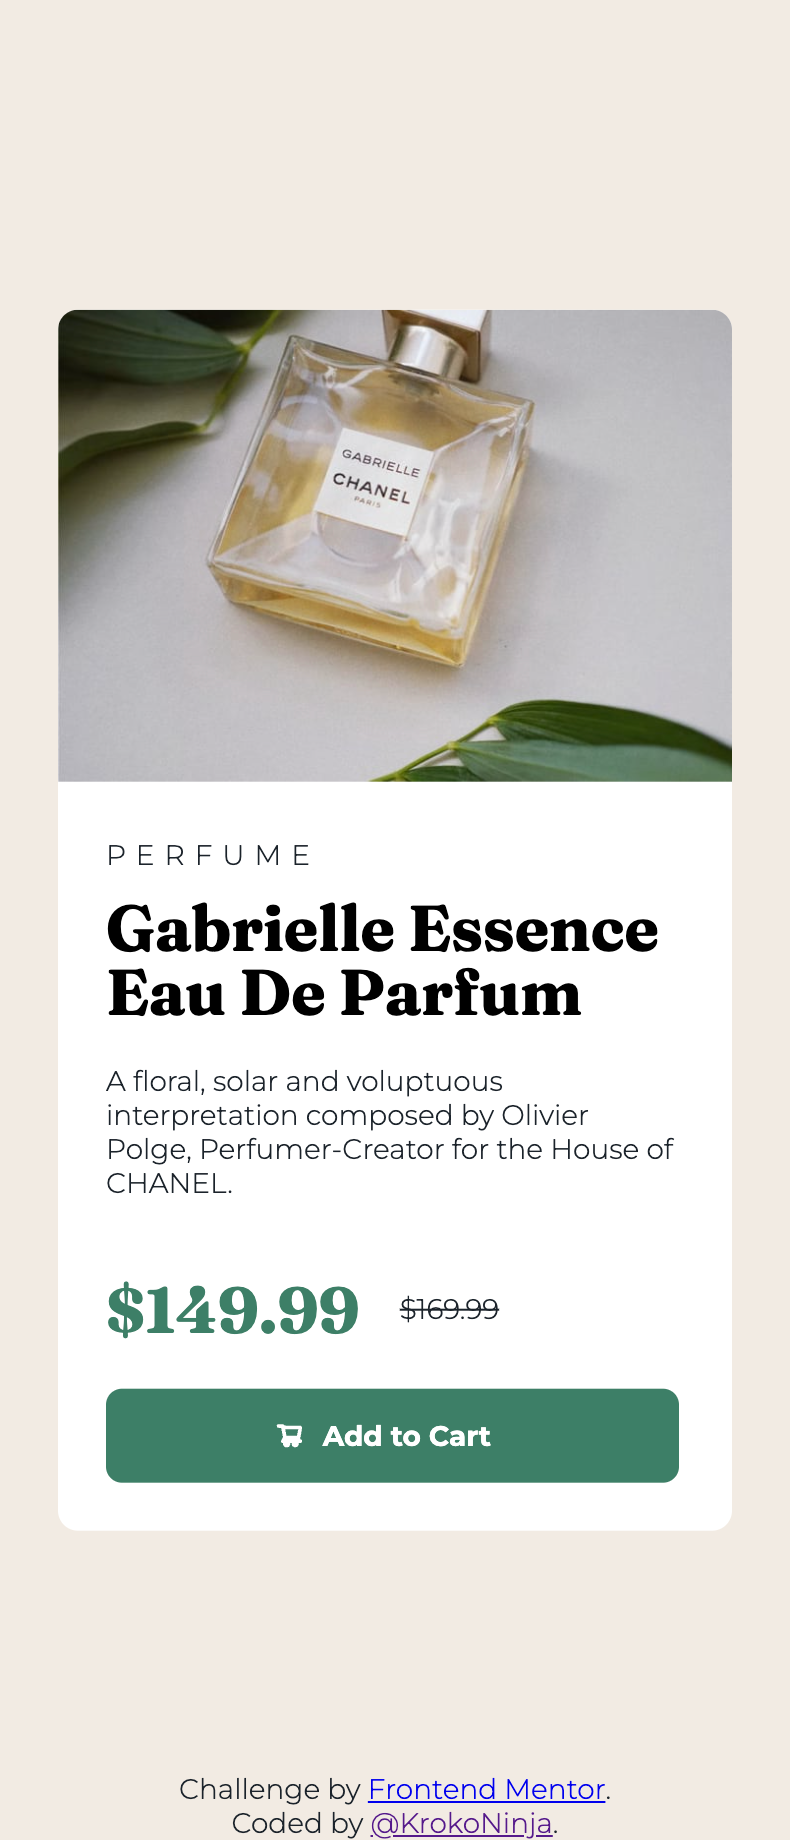 GABRIELLE
CHANEL
PARIS
PERFUME
Gabrielle Essence
Eau De Parfum
A floral, solar and voluptuous
interpretation composed by Olivier
Polge, Perfumer-Creator for the House of
CHANEL.
$149.99 $169.99
Add to Cart
Challenge by Frontend Mentor.
Coded by @KrokoNinja.